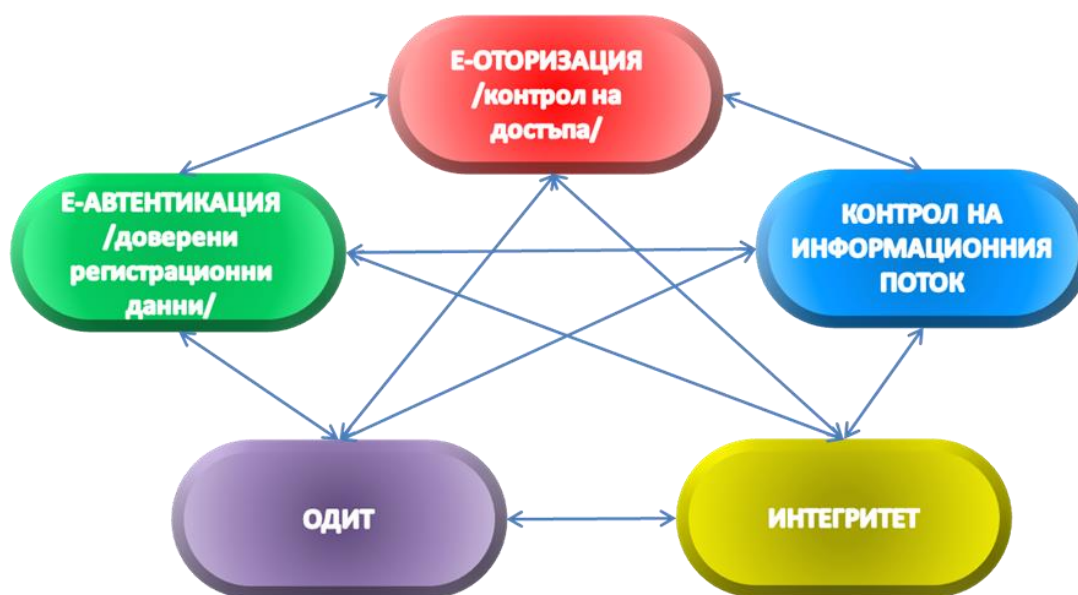 Е-ОТОРИЗАЦИЯ
/контрол на
достъпа/
Е-АВТЕНТИКАЦИЯ
/доверени
регистрационни
данни/
КОНТРОЛ НА
ИНФОРМАЦИОННИЯ
ПОТОК
ОДИТ
ИНТЕГРИТЕТ